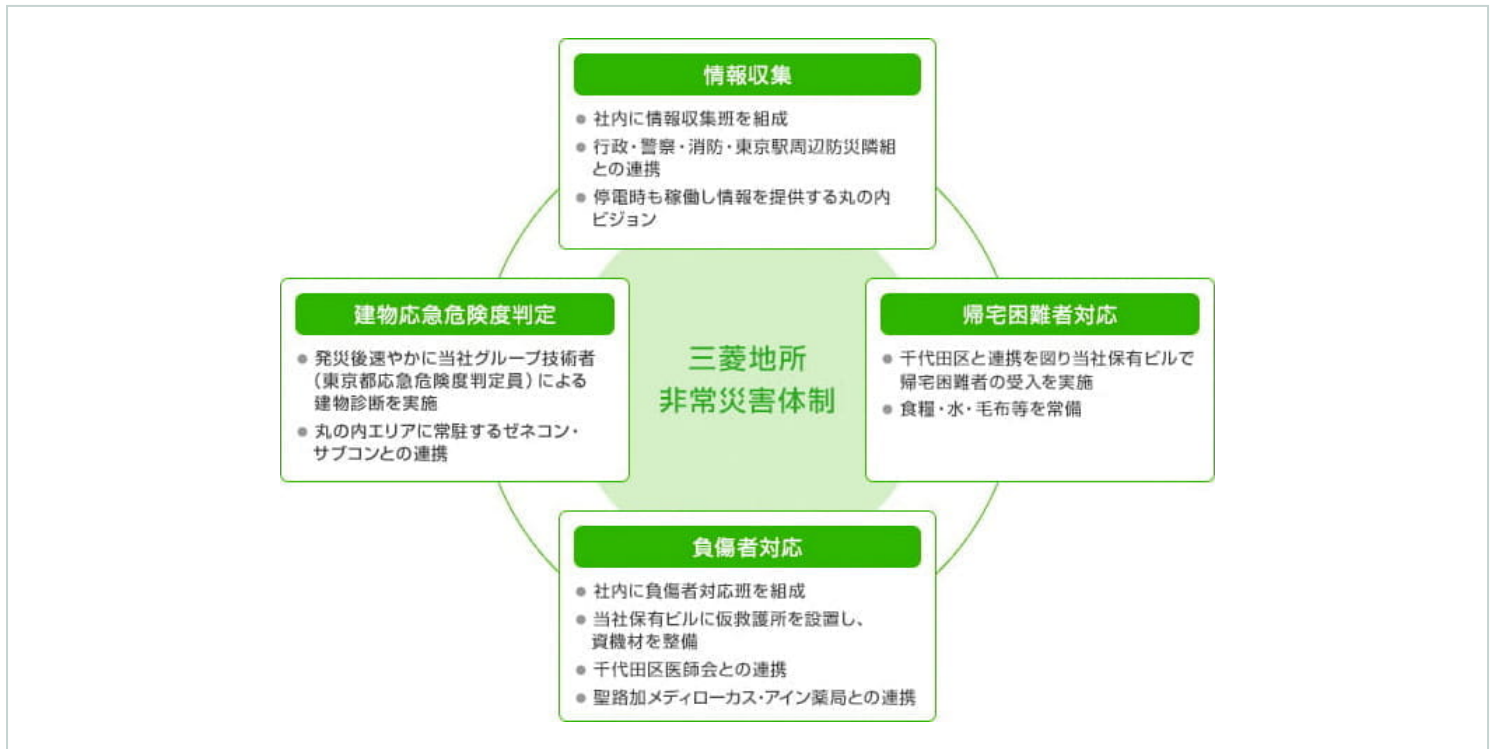 情報収集
● 社内に情報収集班を組成
● 行政・警察・消防・東京駅周辺防災隣組
との連携
● 停電時も稼働し情報を提供する丸の内
ビジョン
建物応急危険度判定
● 発災後速やかに当社グループ技術者
(東京都応急危険度判定員)による
建物診断を実施
● 丸の内エリアに常駐するゼネコン・
サブコンとの連携
三菱地所
非常災害体制
帰宅困難者対応
● 千代田区と連携を図り当社保有ビルで
帰宅困難者の受入を実施
● 食糧・水・毛布等を常備
負傷者対応
● 社内に負傷者対応班を組成
● 当社保有ビルに仮救護所を設置し、
資機材を整備
● 千代田区医師会との連携
● 聖路加メディローカス・アイン薬局との連携